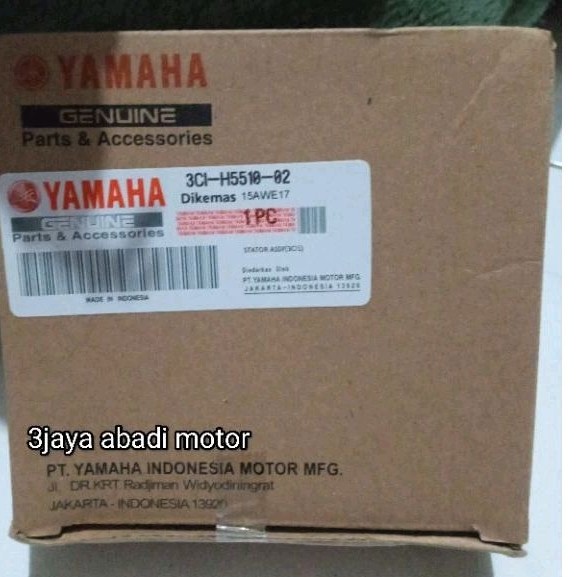 YAMAHA
GENUINE
Parts & Accessories
YAMAHA
GENUINE
Parts & Accessories
3C1-H5510-02
Dikemas 15AWE17
1 PC
STATOR ASSY(3C1)
MADE IN INDONESIA
Diedarkan Oleh
PT.YAMAHA INDONESIA MOTOR MFG.
JAKARTA-INDONESIA 13920
3jaya abadi motor
PT. YAMAHA INDONESIA MOTOR MFG.
Jl. DR.KRT. Radjiman Widyodiningrat
JAKARTA - INDONESIA 13920